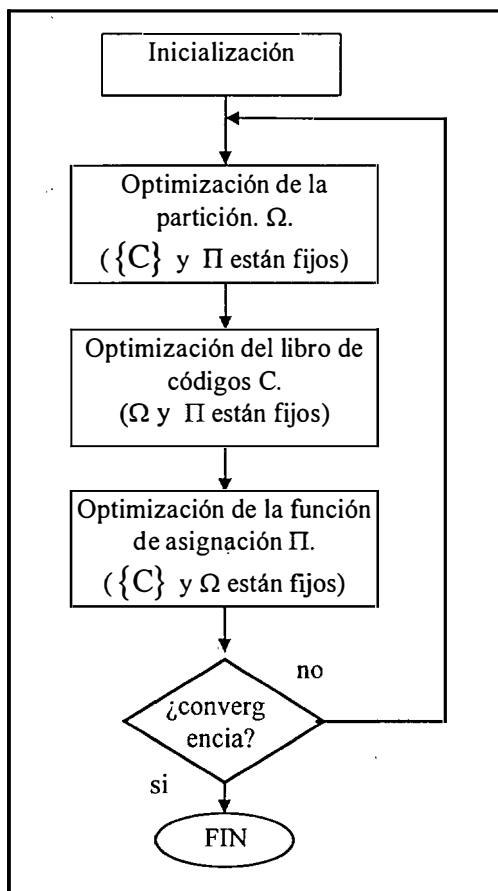 Inicialización
Optimización de la
partición. Ω.
( {C} y Π están fijos)
Optimización del libro de
códigos C.
(Ω y Π están fijos)
Optimización de la función
de asignación Π.
( {C} y Ω están fijos)
no
¿converg
encia?
si
FIN